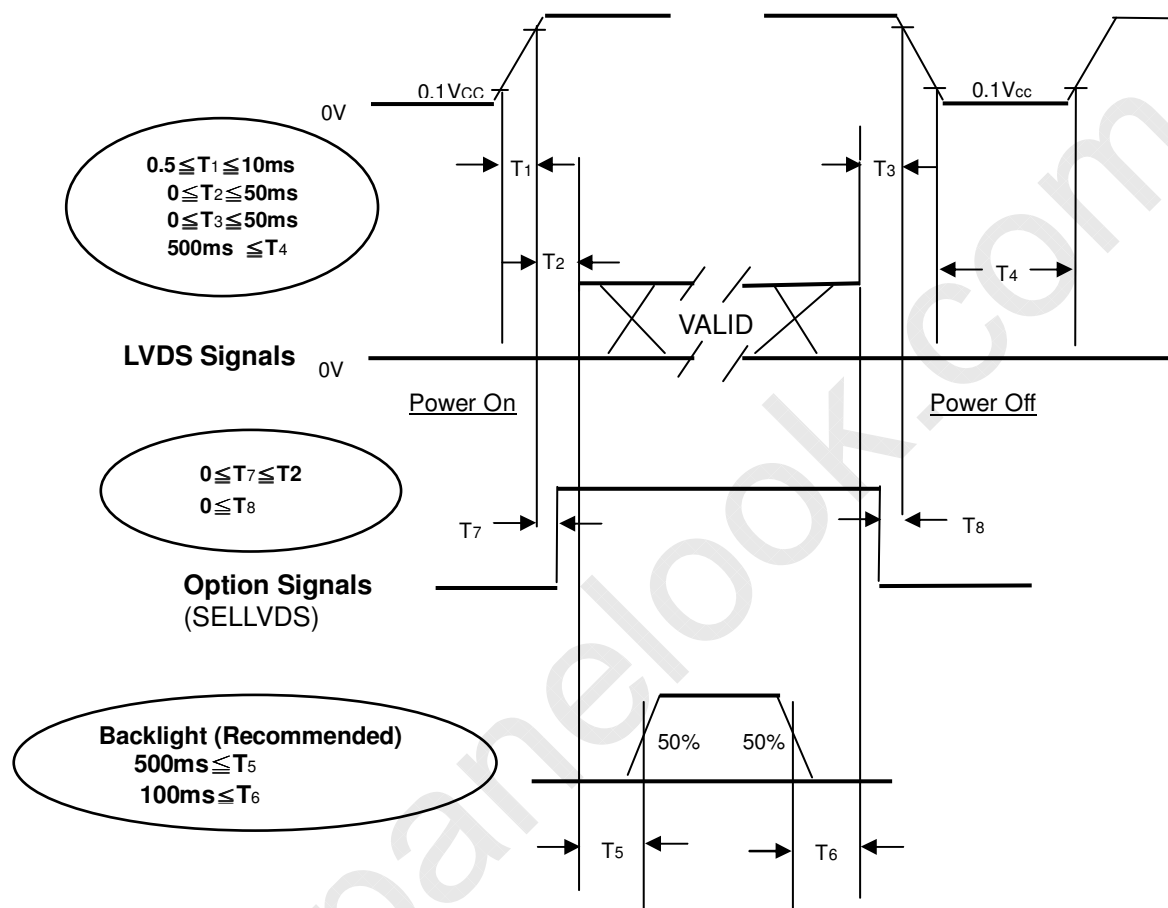 0.1Vcc
0.1Vcc
0V
0.5≦T1≦10ms
0≦T2≦50ms
0≦T3≦50ms
500ms ≦T4
T1
T3
T2
T4
VALID
LVDS Signals
0V
Power On
Power Off
0≦T7≦T2
0≦T8
T7
T8
Option Signals
(SELLVDS)
Backlight (Recommended)
500ms≦T5
100ms≦T6
50%
50%
T5
T6
panelook.com